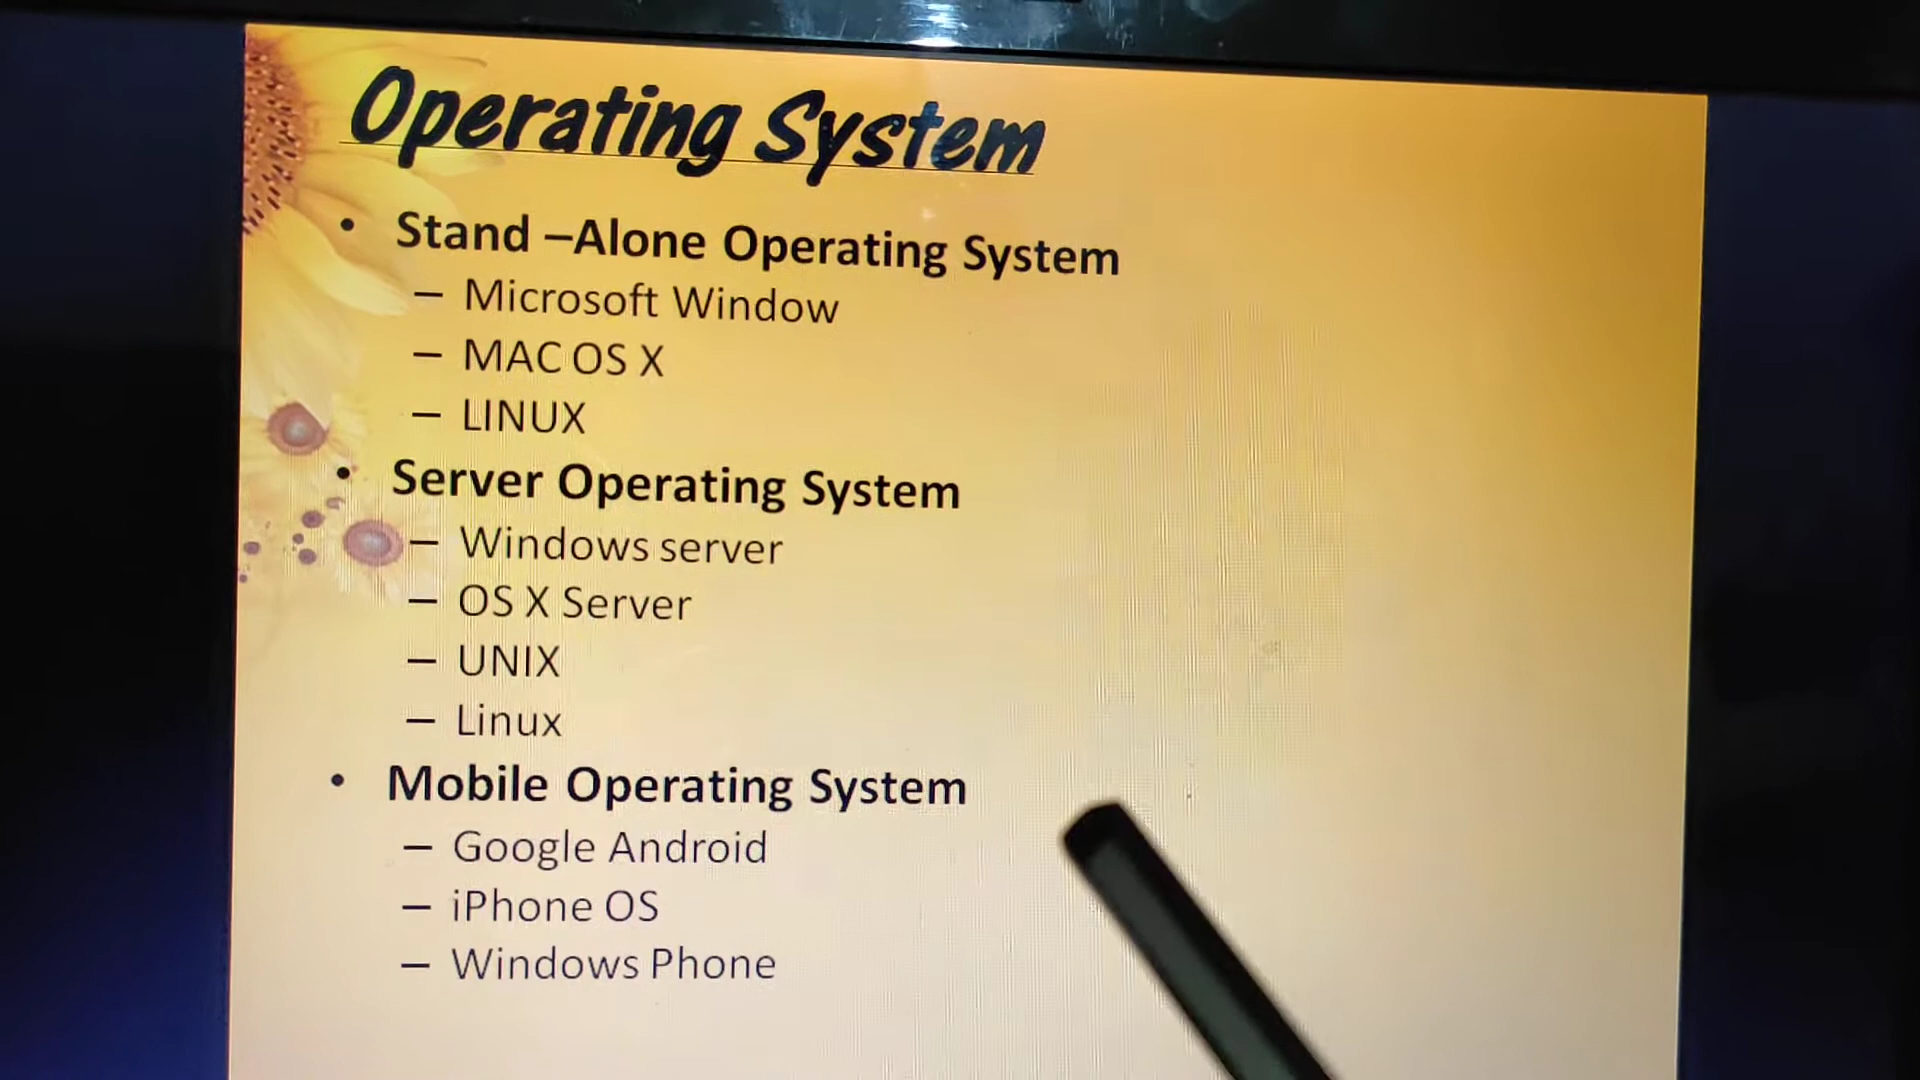 Operating System
• Stand –Alone Operating System
– Microsoft Window
– MAC OS X
– LINUX
• Server Operating System
– Windows server
– OS X Server
– UNIX
– Linux
• Mobile Operating System
– Google Android
– iPhone OS
– Windows Phone